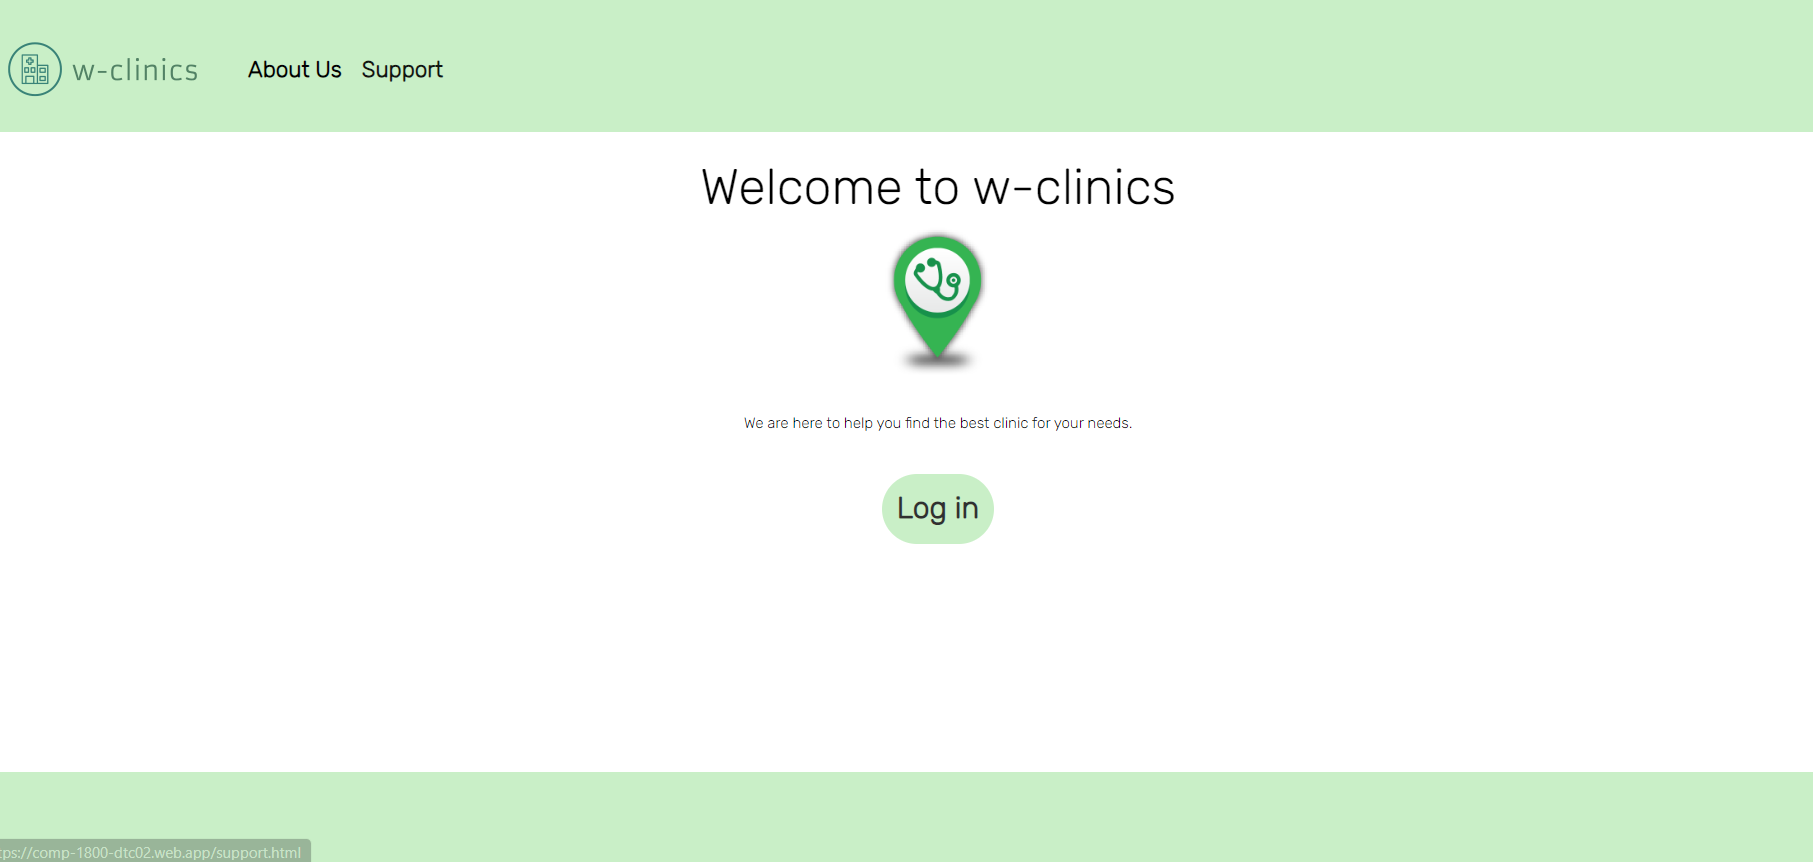 w-clinics About Us Support
Welcome to w-clinics
We are here to help you find the best clinic for your needs.
Log in
tps://comp-1800-dtc02.web.app/support.html